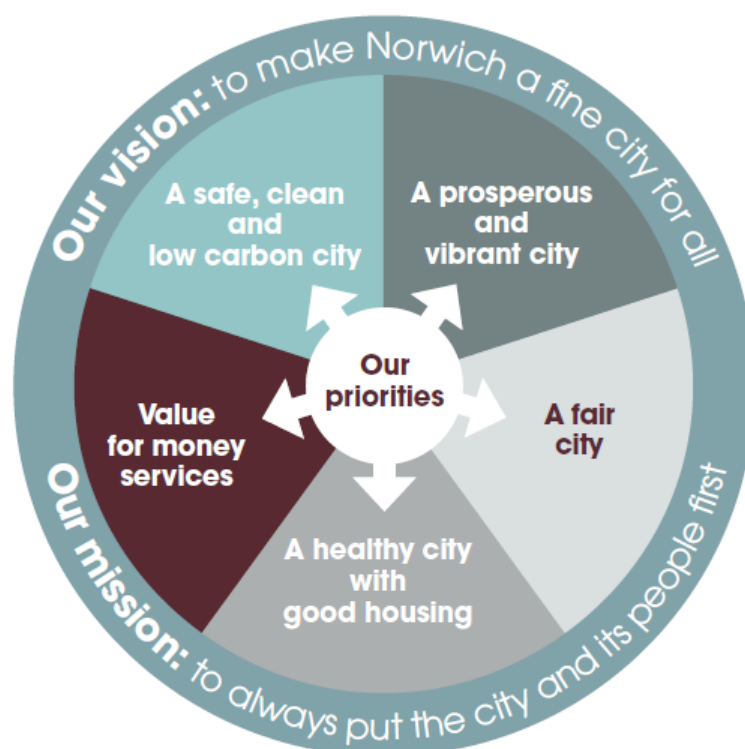 Our vision: to make Norwich a fine city for all
A safe, clean
and
low carbon city
A prosperous
and
vibrant city
Our
priorities
Value
for money
services
A fair
city
A healthy city
with
good housing
Our mission: to always put the city and its people first